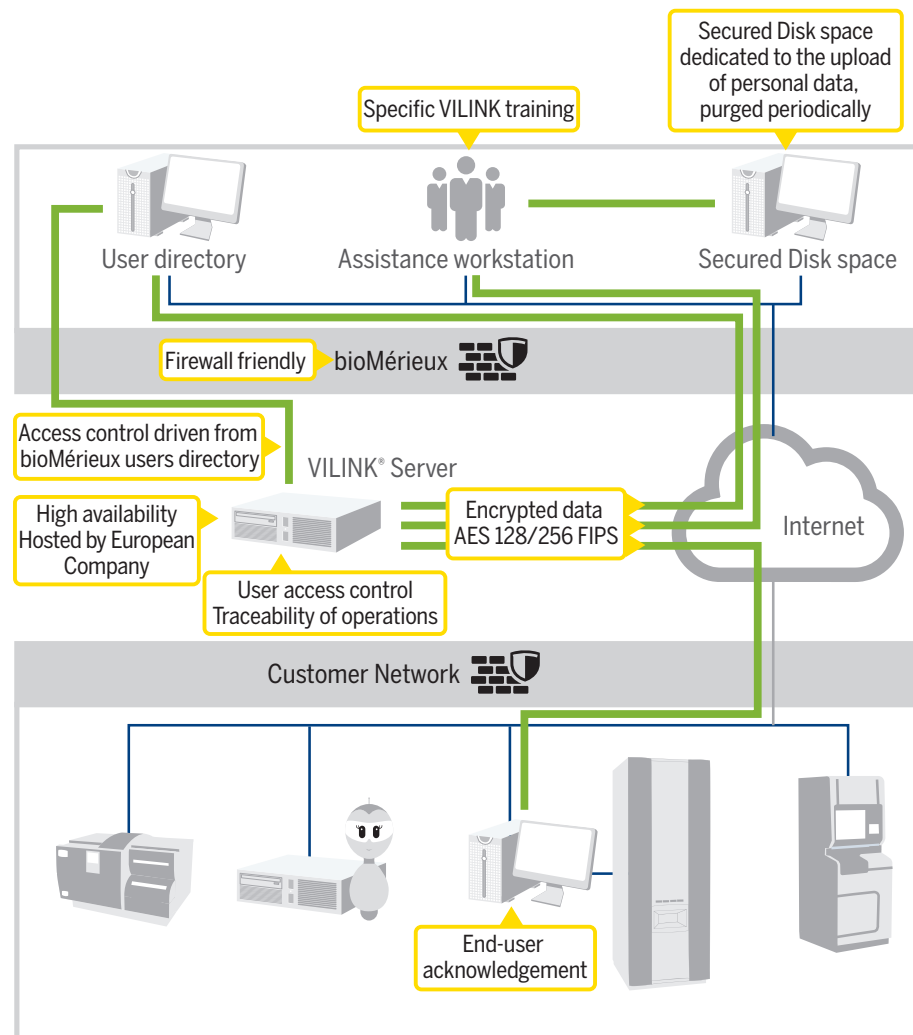 Secured Disk space
dedicated to the upload
of personal data,
purged periodically
Specific VILINK training
User directory
Assistance workstation
Secured Disk space
Firewall friendly
bioMérieux
Access control driven from
bioMérieux users directory
VILINK® Server
High availability
Hosted by European
Company
Encrypted data
AES 128/256 FIPS
Internet
User access control
Traceability of operations
Customer Network
End-user
acknowledgement